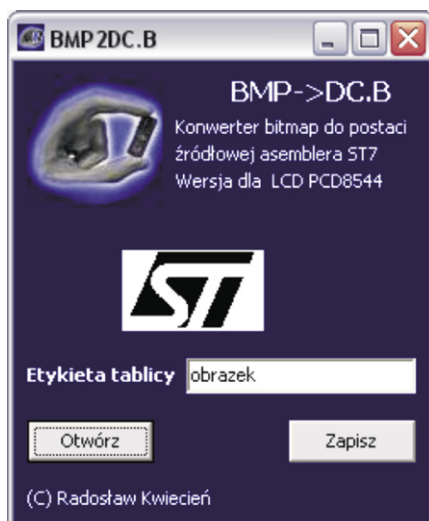 BMP2DC.B
BMP->DC.B
Konwerter bitmap do postaci
źródłowej asemblera ST7
Wersja dla LCD PCD8544
ST
Etykieta tablicy obrazek
Otwórz Zapisz
(C) Radosław Kwiecień